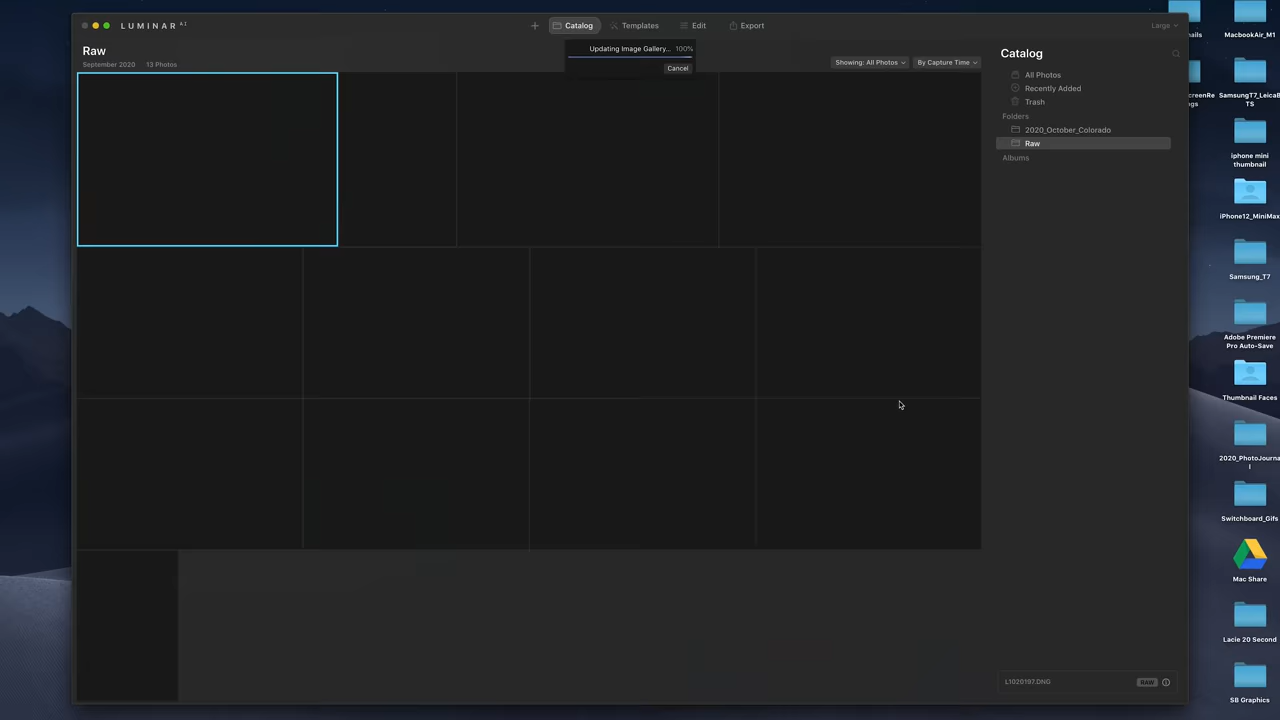 LUMINAR AI
Catalog
Templates
Edit
Export
Large
Raw
September 2020
13 Photos
Updating Image Gallery...
100%
Cancel
Showing: All Photos
By Capture Time
Catalog
All Photos
Recently Added
Trash
Folders
2020_October_Colorado
Raw
Albums
L1020197.DNG
RAW
MacbookAir_M1
SamsungT7_LeicaB
TS
iphone mini
thumbnail
iPhone12_MiniMax
Samsung_T7
Adobe Premiere
Pro Auto-Save
Thumbnail Faces
2020_PhotoJourna
l
Switchboard_Gifs
Mac Share
Lacie 20 Second
SB Graphics